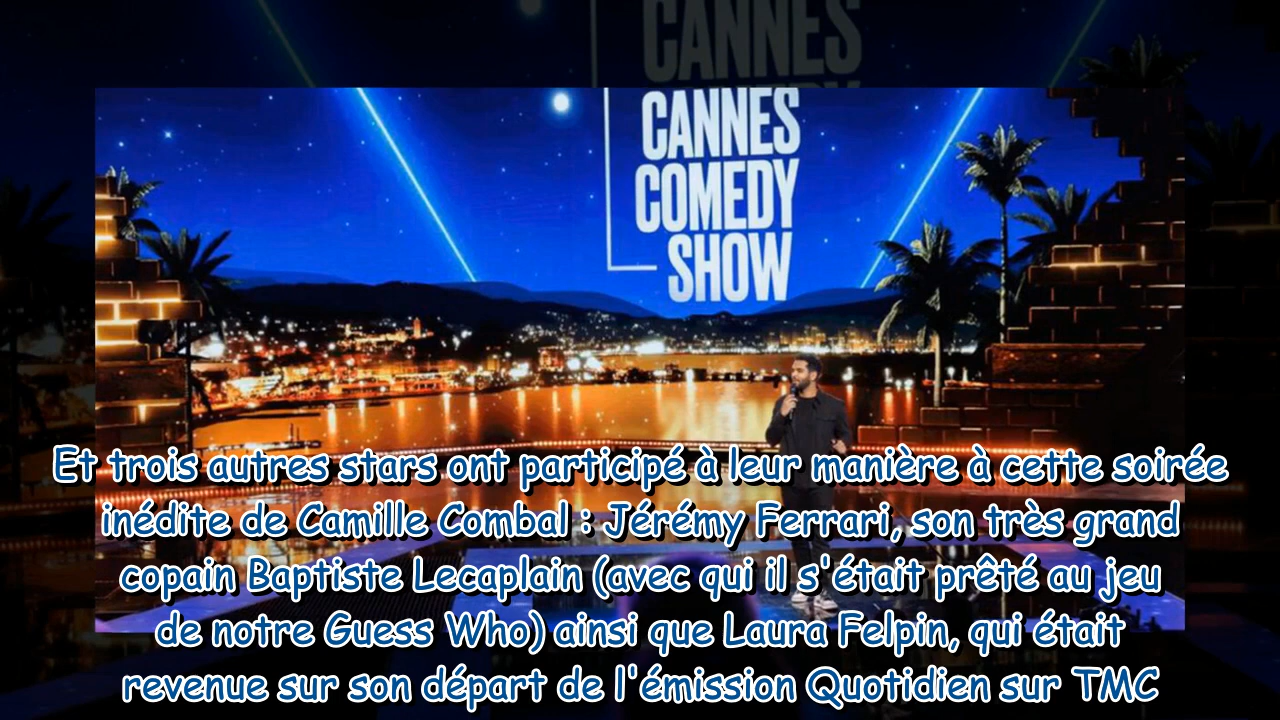 CANNES
CANNES
COMEDY
SHOW
Et trois autres stars ont participé à leur manière à cette soirée
inédite de Camille Combal : Jérémy Ferrari, son très grand
copain Baptiste Lecaplain (avec qui il s'était prêté au jeu
de notre Guess Who) ainsi que Laura Felpin, qui était
revenue sur son départ de l'émission Quotidien sur TMC